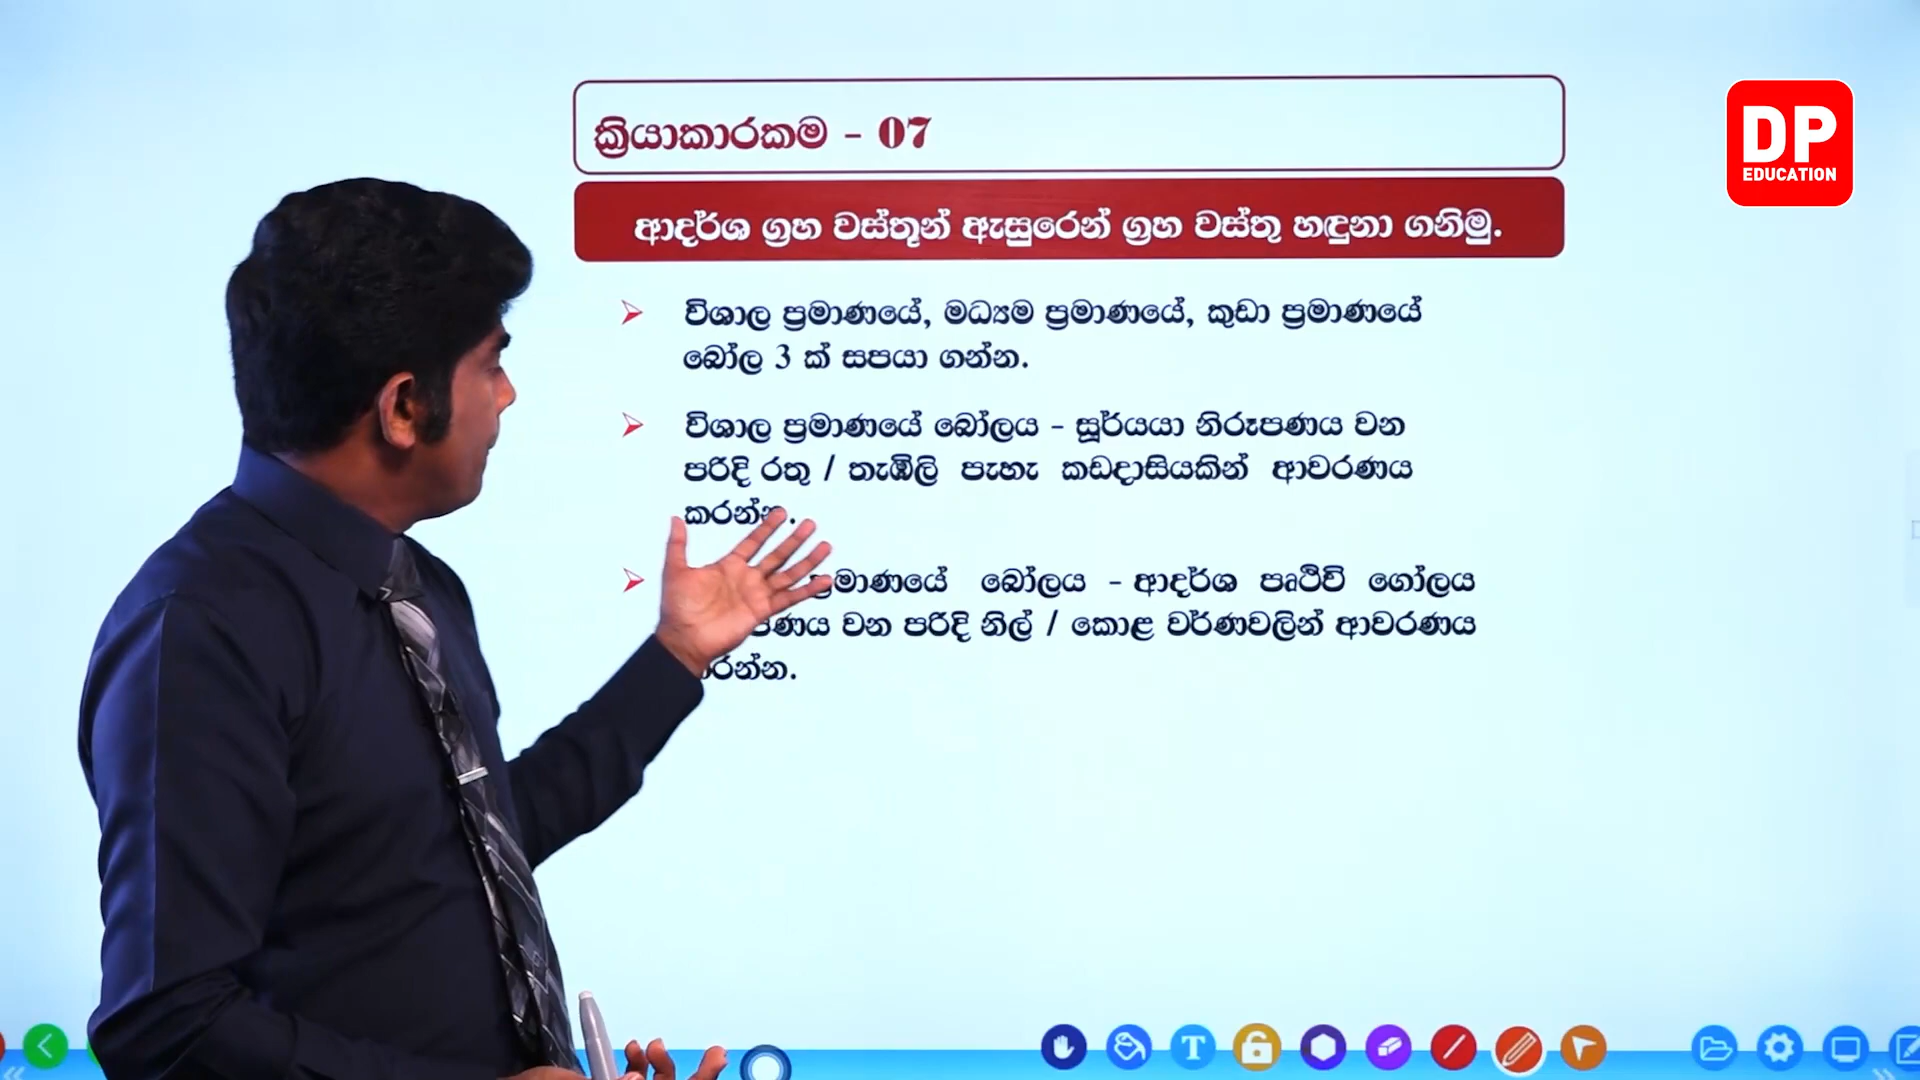 ක්‍රියාකාරකම – 07
DP
EDUCATION
ආදර්ශ ග්‍රහ වස්තූන් ඇසුරෙන් ග්‍රහ වස්තු හඳුනා ගනිමු.
විශාල ප්‍රමාණයේ, මධ්‍යම ප්‍රමාණයේ, කුඩා ප්‍රමාණයේ
බෝල 3 ක් සපයා ගන්න.
විශාල ප්‍රමාණයේ බෝලය – සූර්යයා නිරූපණය වන
පරිදි රතු / තැඹිලි පැහැ කඩදාසියකින් ආවරණය
කරන්න.
ප්‍රමාණයේ බෝලය – ආදර්ශ පෘථිවි ගෝලය
වන පරිදි නිල් / කොළ වර්ණවලින් ආවරණය